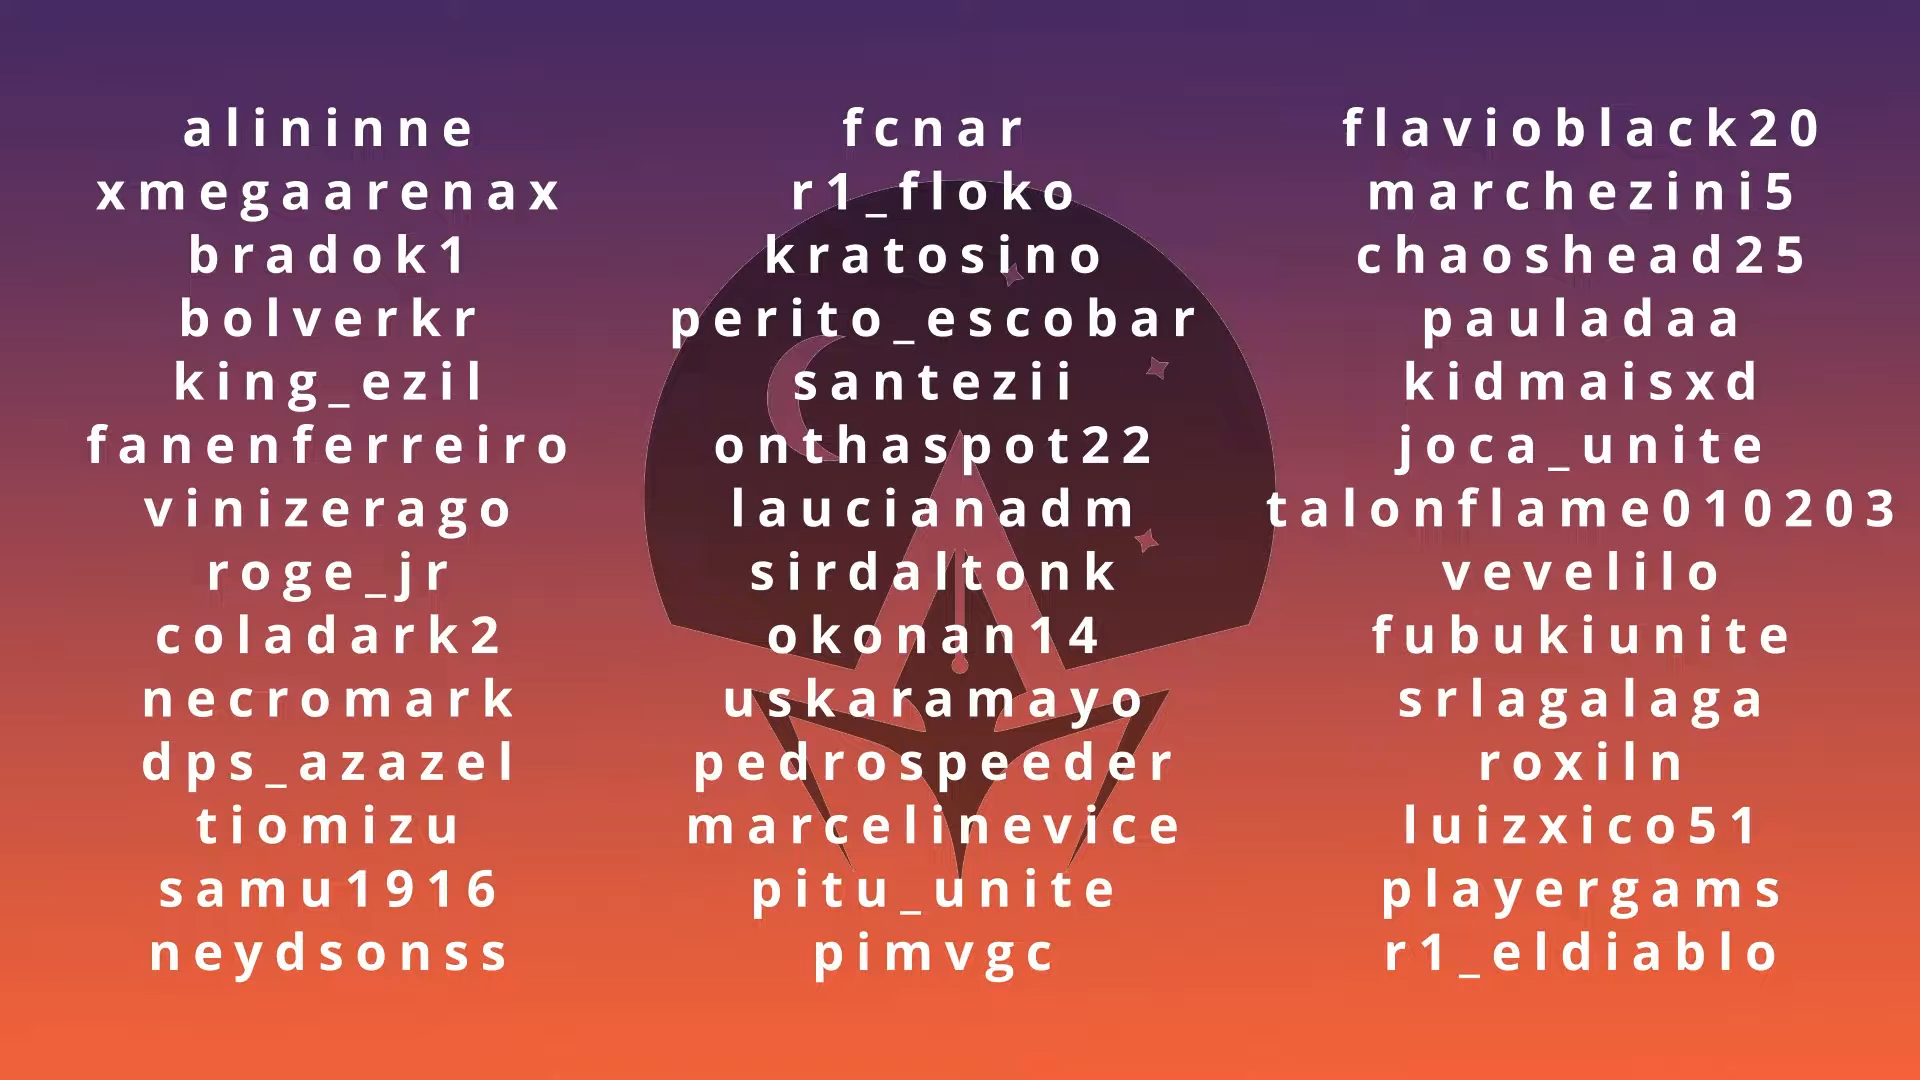 alininne
xmegaarenax
bradok1
bolverkr
king_ezil
fanenferreiro
vinizerago
roge_jr
coladark2
necromark
dps_azazel
tiomizu
samu1916
neydsonss
fcnar
r1_floko
kratosino
perito_escobar
santezii
onthaspot22
laucianadm
sirdaltonk
okonan14
uskaramayo
pedrospeeder
marcelinevice
pitu_unite
pimvgc
flavioblack20
marchezini5
chaoshead25
pauladaa
kidmaisxd
joca_unite
talonflame010203
vevelilo
fubukiunite
srlagalaga
roxiln
luizxico51
playergams
r1_eldiablo